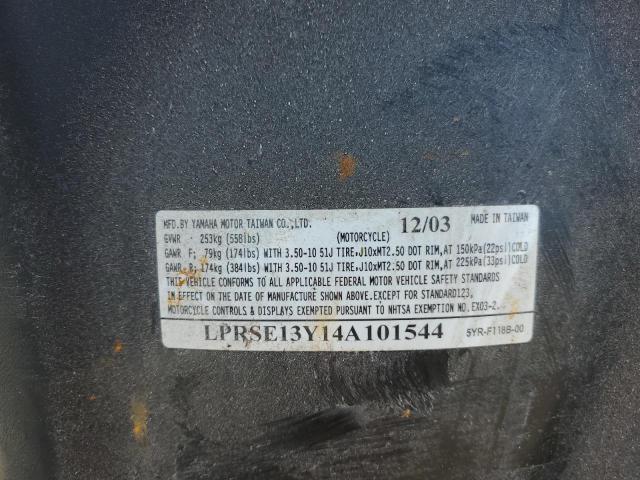 MFD.BY YAMAHA MOTOR TAIWAN CO.,LTD. 12/03 MADE IN TAIWAN
GVWR · 253kg (558lbs) (MOTORCYCLE)
GAWR F; 79kg (174lbs) WITH 3.50-10 51J TIRE,J10xMT2.50 DOT RIM,AT 150kPa(22psi)COLD
GAWR R; 174kg (384lbs) WITH 3.50-10 51J TIRE,J10xMT2.50 DOT RIM,AT 225kPa(33psi)COLD
THIS VEHICLE CONFORMS TO ALL APPLICABLE FEDERAL MOTOR VEHICLE SAFETY STANDARDS
IN EFFECT ON THE DATE OF MANUFACTURE SHOWN ABOVE.EXCEPT FOR STANDARD123,
MOTORCYCLE CONTROLS & DISPLAYS EXEMPTED PURSUANT TO NHTSA EXEMPTION NO,
LPRSE13Y14A101544 5YR-F118B-00